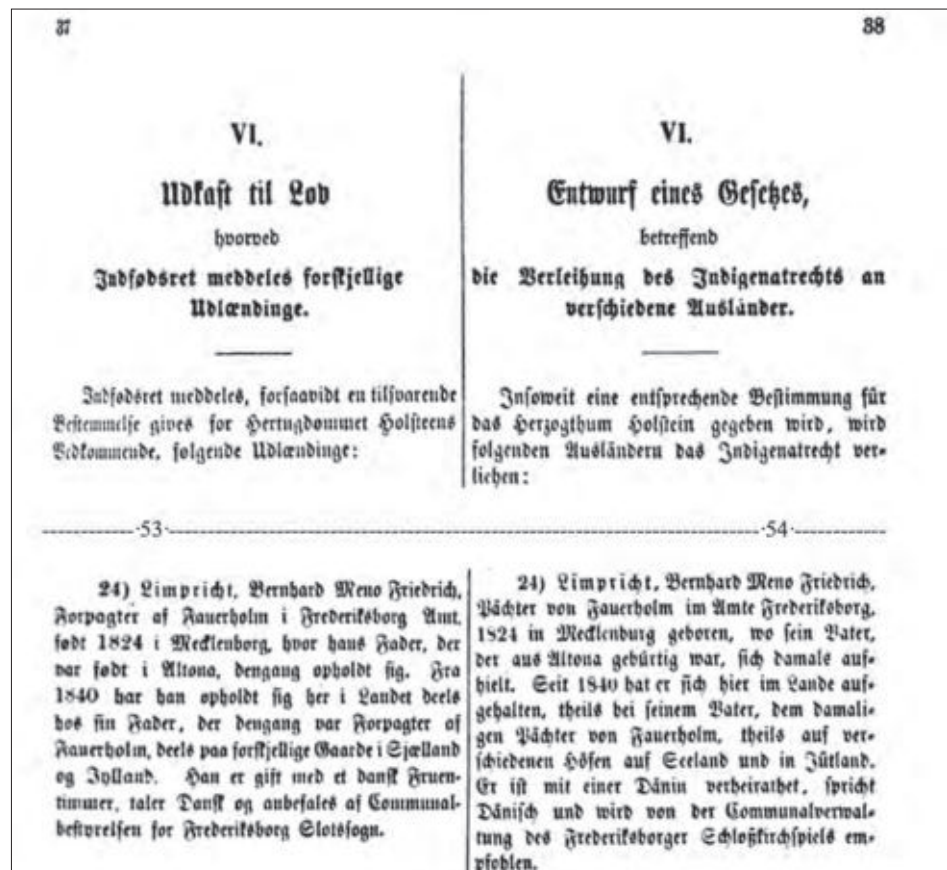 37
38
VI.
Udkast til Lov
hvorved
Indfødsret meddeles forskjellige
Udlændinge.
Indfødsret meddeles, forsaavidt en tilsvarende
Bestemmelse gives for Hertugdømmet Holsteens
Vedkommende, følgende Udlændinge:
VI.
Entwurf eines Gesetzes,
betreffend
die Verleihung des Indigenatrechts an
verschiedene Ausländer.
Insoweit eine entsprechende Bestimmung für
das Herzogthum Holstein gegeben wird, wird
folgenden Ausländern das Indigenatrecht ver-
liehen:
·53·
·54·
24) Limpricht, Bernhard Meno Friedrich,
Forpagter af Fauerholm i Frederiksborg Amt,
født 1824 i Mecklenborg, hvor hans Fader, der
var født i Altona, dengang opholdt sig. Fra
1840 har han opholdt sig her i Landet deels
hos sin Fader, der dengang var Forpagter af
Fauerholm, deels paa forskjellige Gaarde i Sjælland
og Jylland. Han er gift med et dansk Fruen-
timmer, taler Dansk og anbefales af Communal-
bestyrelsen for Frederiksborg Slotssogn.
24) Limpricht, Bernhard Meno Friedrich,
Pächter von Fauerholm im Amte Frederiksborg,
1824 in Mecklenburg geboren, wo sein Vater,
der aus Altona gebürtig war, sich damals auf-
hielt. Seit 1840 hat er sich hier im Lande auf-
gehalten, theils bei seinem Vater, dem damali-
gen Pächter von Fauerholm, theils auf ver-
schiedenen Höfen auf Seeland und in Jütland.
Er ist mit einer Dänin verheirathet, spricht
Dänisch und wird von der Communalverwal-
tung des Frederiksborger Schloßkirchspiels em-
pfohlen.